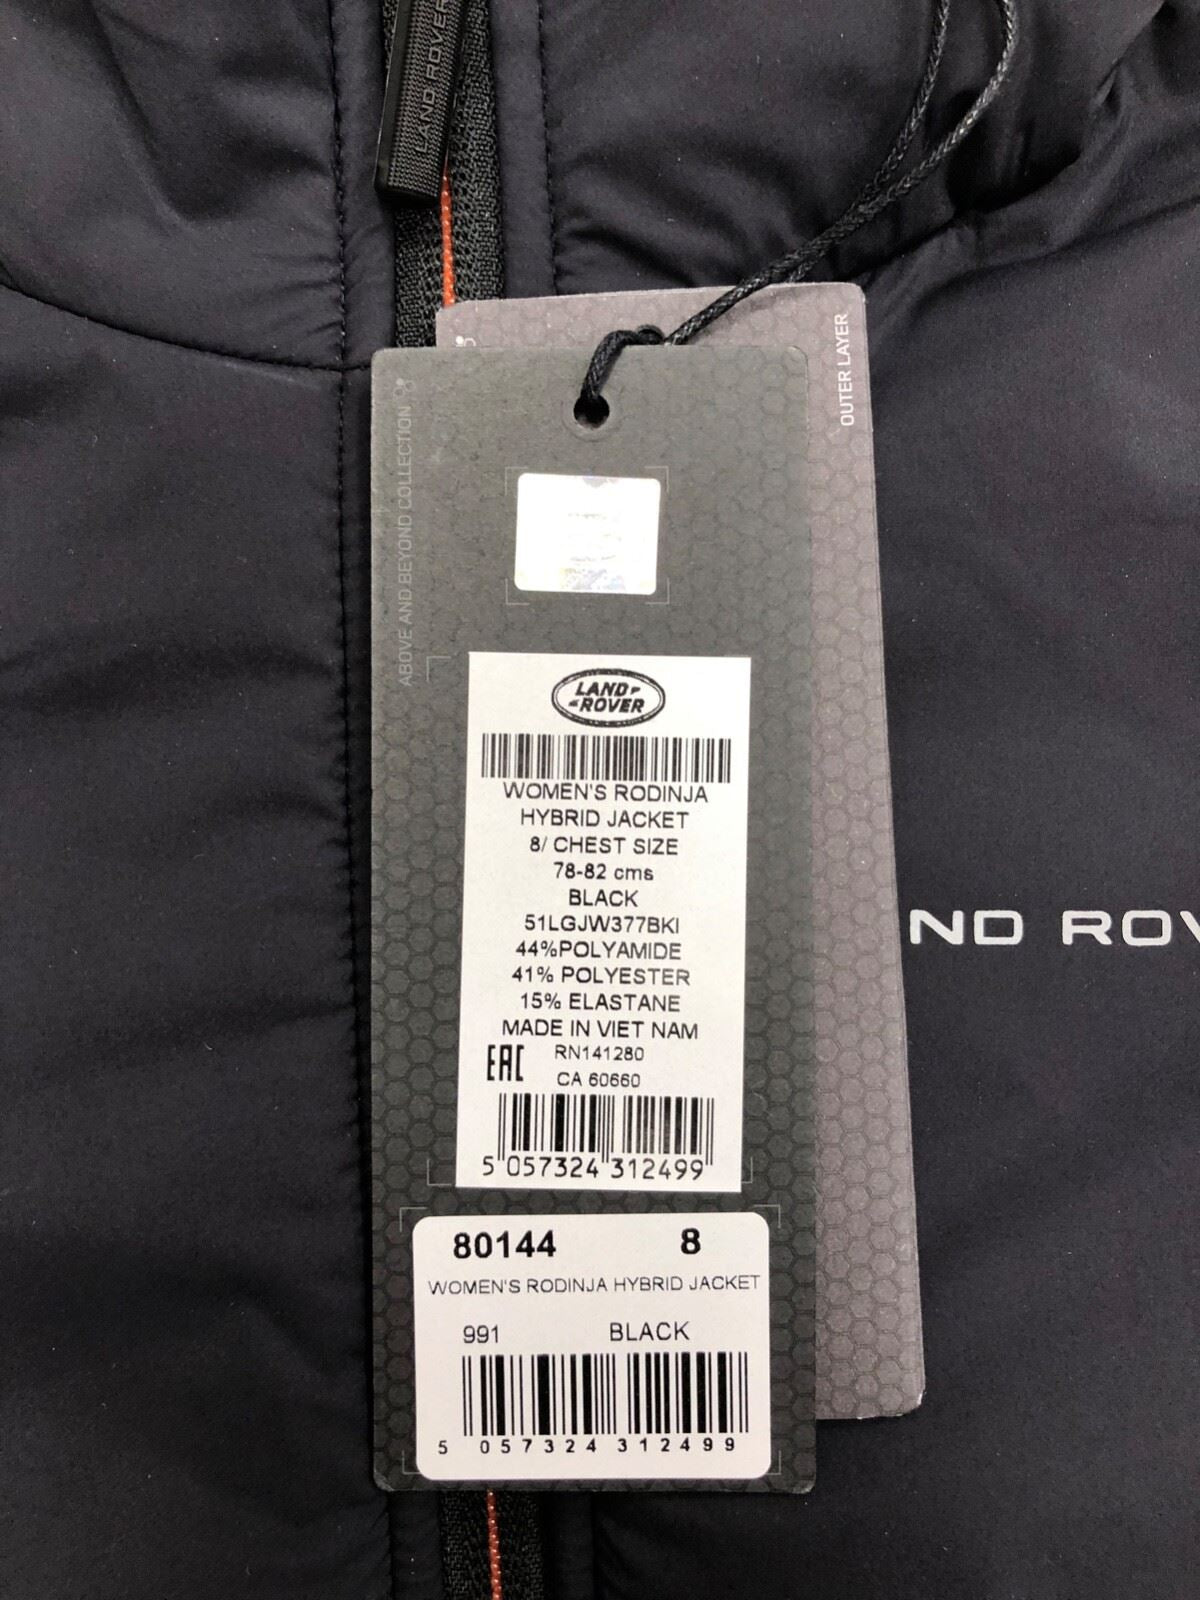 LAND ROVER
OUTER LAYER
ABOVE AND BEYOND COLLECTION
LAND
ROVER
WOMEN'S RODINJA
HYBRID JACKET
8/ CHEST SIZE
78-82 cms
BLACK
51LGJW377BKI
44%POLYAMIDE
41% POLYESTER
15% ELASTANE
MADE IN VIET NAM
EAC RN141280
CA 60660
5 057324 312499
ND ROV
80144 8
WOMEN'S RODINJA HYBRID JACKET
991 BLACK
5 057324 312499